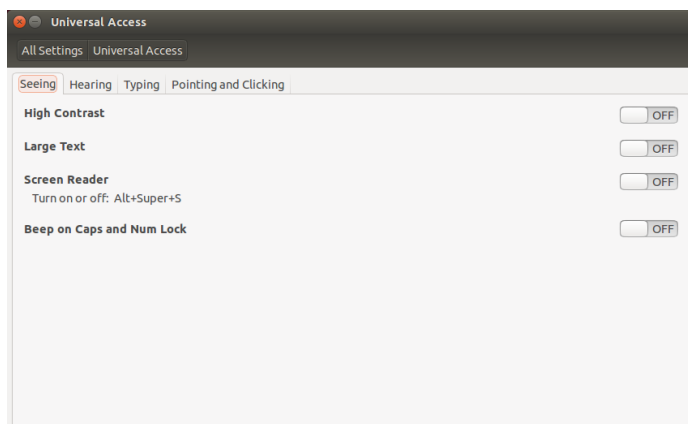 Universal Access
All Settings Universal Access
Seeing Hearing Typing Pointing and Clicking
High Contrast OFF
Large Text OFF
Screen Reader OFF
Turn on or off: Alt+Super+S
Beep on Caps and Num Lock OFF